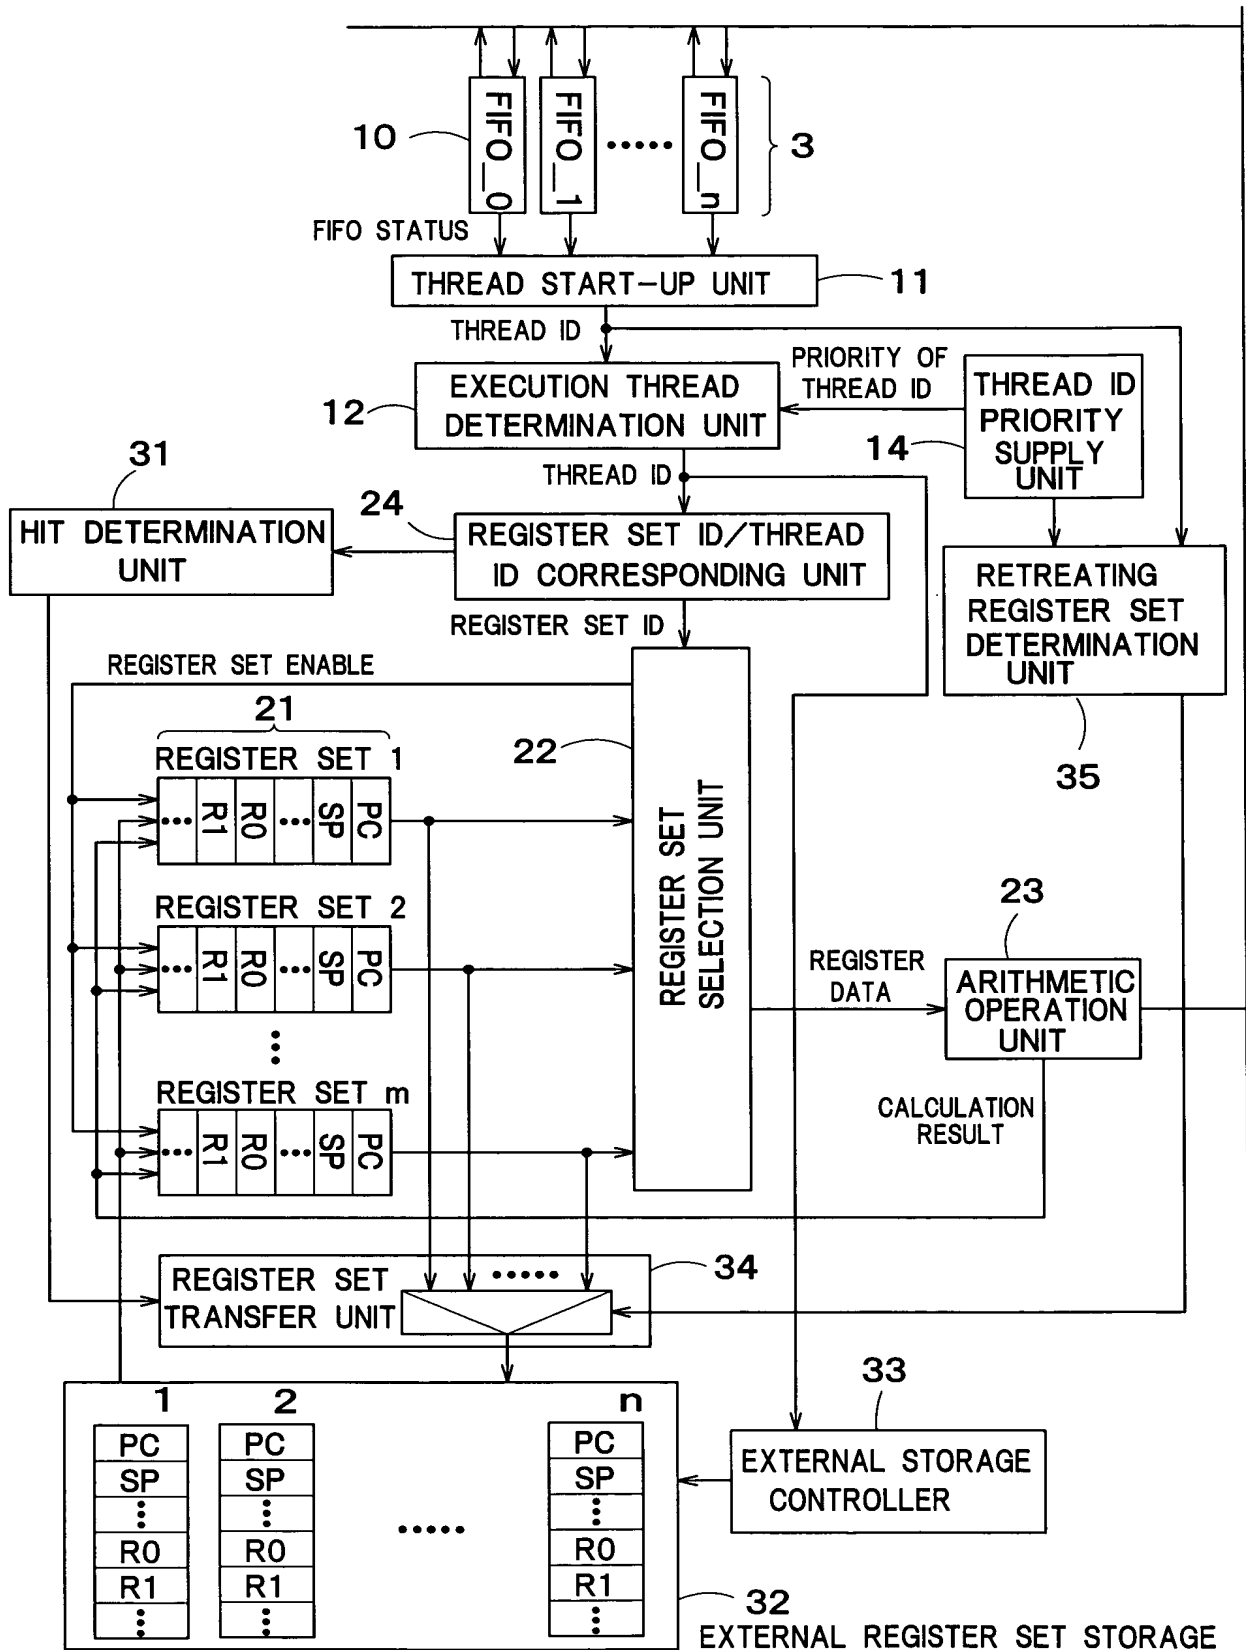 FIFO_0
FIFO_1
•••••
FIFO_n
10
3
FIFO STATUS
THREAD START-UP UNIT
11
THREAD ID
PRIORITY OF
THREAD ID
EXECUTION THREAD
DETERMINATION UNIT
12
THREAD ID
PRIORITY
SUPPLY
UNIT
14
THREAD ID
31
24
HIT DETERMINATION
UNIT
REGISTER SET ID/THREAD
ID CORRESPONDING UNIT
RETREATING
REGISTER SET
DETERMINATION
UNIT
35
REGISTER SET ID
REGISTER SET ENABLE
21
22
REGISTER SET 1
••• R1 R0 ••• SP PC
REGISTER SET
SELECTION UNIT
REGISTER SET 2
••• R1 R0 ••• SP PC
23
REGISTER
DATA
ARITHMETIC
OPERATION
UNIT
REGISTER SET m
••• R1 R0 ••• SP PC
CALCULATION
RESULT
34
REGISTER SET
TRANSFER UNIT
•••••
33
1 2 n
PC PC PC
SP SP SP
••• ••• •••
•••••
R0 R0 R0
R1 R1 R1
••• ••• •••
EXTERNAL STORAGE
CONTROLLER
32
EXTERNAL REGISTER SET STORAGE